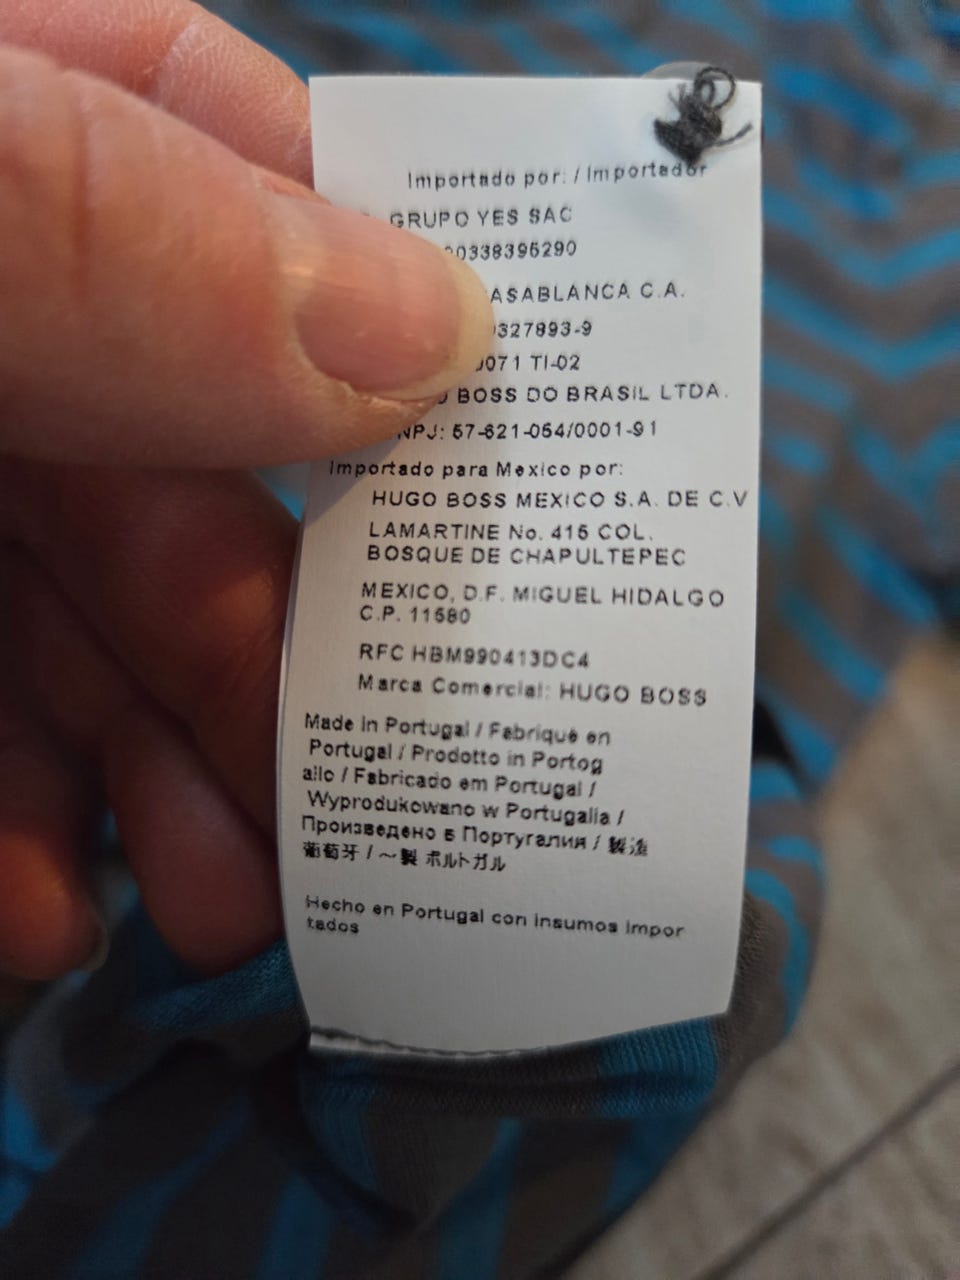 Importado por: / Importador
GRUPO YES SAC
0338395290
ASABLANCA C.A.
327893-9
0071 TI-02
BOSS DO BRASIL LTDA.
NPJ: 57-621-054/0001-91
Importado para Mexico por:
HUGO BOSS MEXICO S.A. DE C.V
LAMARTINE No. 415 COL.
BOSQUE DE CHAPULTEPEC
MEXICO, D.F. MIGUEL HIDALGO
C.P. 11580
RFC HBM990413DC4
Marca Comercial: HUGO BOSS
Made in Portugal / Fabriqué en
Portugal / Prodotto in Portog
allo / Fabricado em Portugal /
Wyprodukowano w Portugalia /
Произведено в Португалия / 製造
葡萄牙 / ～製 ポルトガル
Hecho en Portugal con insumos impor
tados